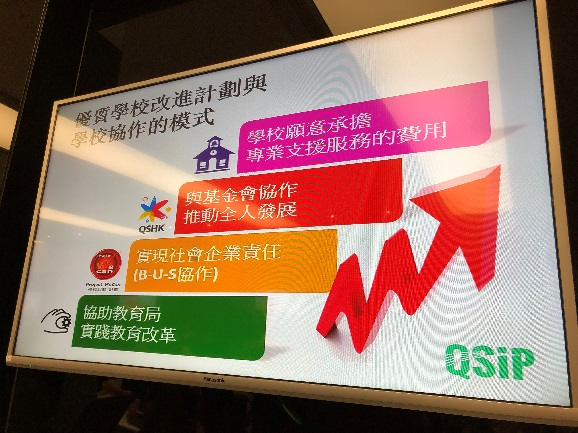 優質學校改進計劃與
學校協作的模式
學校願意承擔
專業支援服務的費用
與基金會協作
推動全人發展
QSHK
實現社會企業責任
(B-U-S協作)
協助教育局
實踐教育改革
QSiP
Panasonic